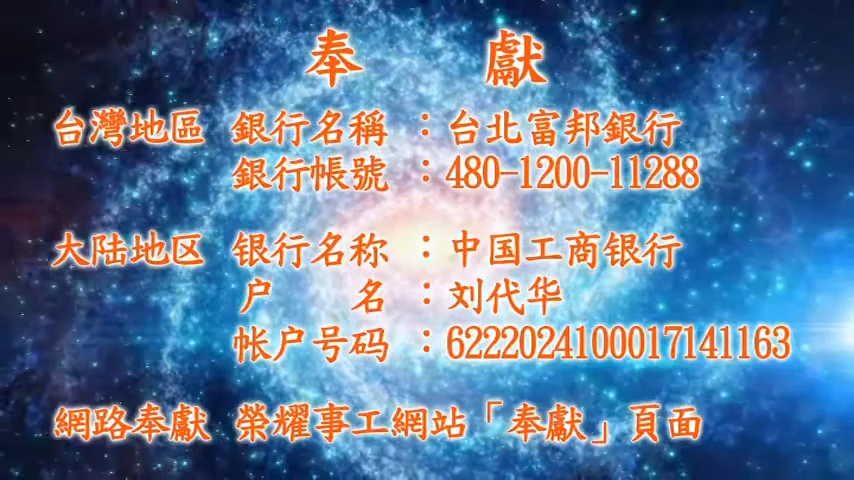 奉 獻
台灣地區 銀行名稱 ：台北富邦銀行
銀行帳號 ：480-1200-11288
大陆地区 银行名称 ：中国工商银行
户 名 ：刘代华
帐户号码 ：6222024100017141163
網路奉獻 榮耀事工網站「奉獻」頁面